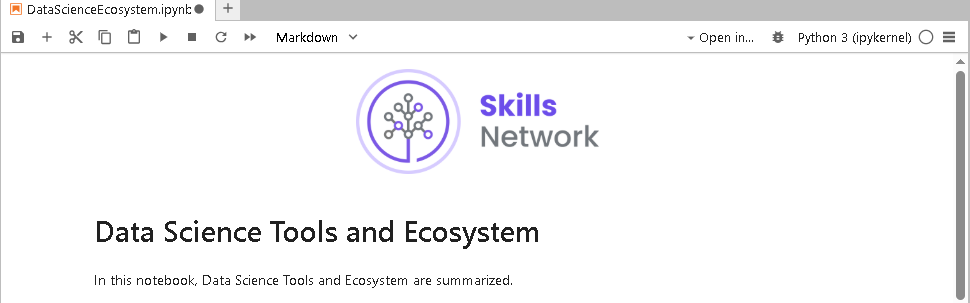 DataScienceEcosystem.ipynb
Markdown
Open in...
Python 3 (ipykernel)
Skills
Network
Data Science Tools and Ecosystem
In this notebook, Data Science Tools and Ecosystem are summarized.